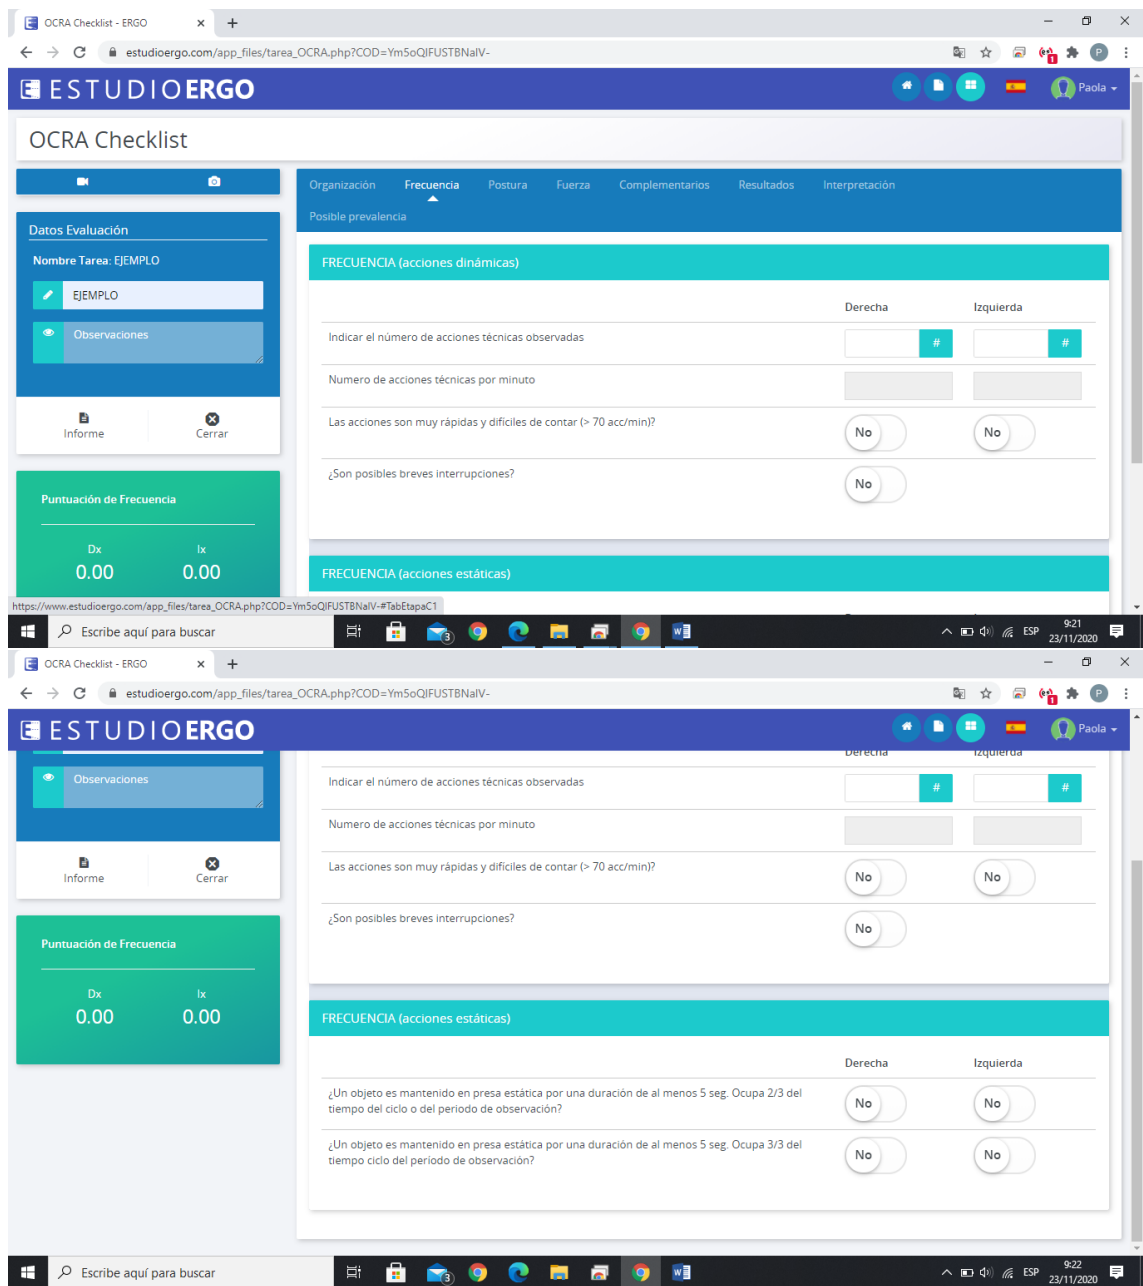 OCRA Checklist - ERGO
estudioergo.com/app_files/tarea_OCRA.php?COD=Ym5oQlFUSTBNalV-
1
P
ESTUDIOERGO
Paola
OCRA Checklist
Organización Frecuencia Postura Fuerza Complementarios Resultados Interpretación
Posible prevalencia
Datos Evaluación
Nombre Tarea: EJEMPLO
EJEMPLO
Observaciones
Informe Cerrar
Puntuación de Frecuencia
Dx Ix
0.00 0.00
FRECUENCIA (acciones dinámicas)
Derecha Izquierda
Indicar el número de acciones técnicas observadas # #
Numero de acciones técnicas por minuto
Las acciones son muy rápidas y difíciles de contar (> 70 acc/min)? No No
¿Son posibles breves interrupciones? No
FRECUENCIA (acciones estáticas)
https://www.estudioergo.com/app_files/tarea_OCRA.php?COD=Ym5oQlFUSTBNalV-#TabEtapaC1
Escribe aquí para buscar
3
W
ESP
9:21
23/11/2020
OCRA Checklist - ERGO
estudioergo.com/app_files/tarea_OCRA.php?COD=Ym5oQlFUSTBNalV-
1
P
ESTUDIOERGO
Paola
Observaciones
Informe Cerrar
Puntuación de Frecuencia
Dx Ix
0.00 0.00
Derecha Izquierda
Indicar el número de acciones técnicas observadas # #
Numero de acciones técnicas por minuto
Las acciones son muy rápidas y difíciles de contar (> 70 acc/min)? No No
¿Son posibles breves interrupciones? No
FRECUENCIA (acciones estáticas)
Derecha Izquierda
¿Un objeto es mantenido en presa estática por una duración de al menos 5 seg. Ocupa 2/3 del
tiempo del ciclo o del periodo de observación? No No
¿Un objeto es mantenido en presa estática por una duración de al menos 5 seg. Ocupa 3/3 del
tiempo ciclo del período de observación? No No
Escribe aquí para buscar
3
W
ESP
9:22
23/11/2020